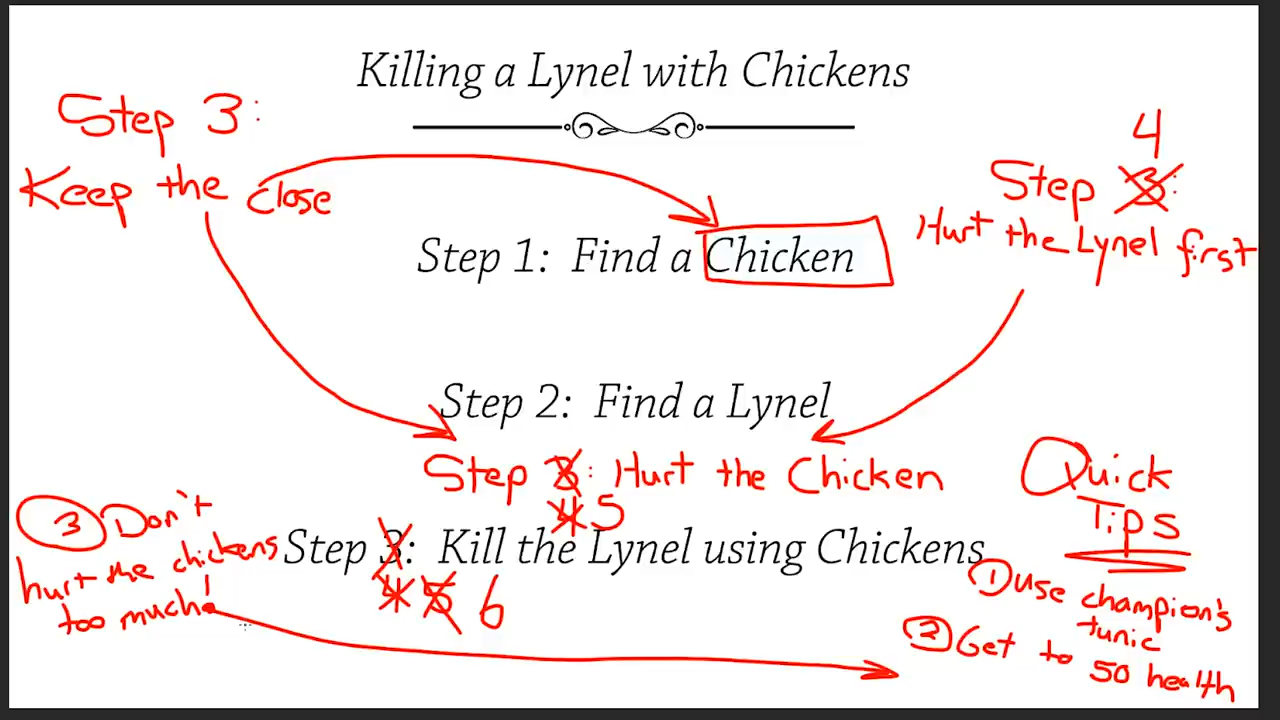 Killing a Lynel with Chickens
Step 3:
Keep the close
4
Step 3:
Hurt the Lynel first
Step 1: Find a Chicken
Step 2: Find a Lynel
Step 3: Hurt the Chicken
4 5
Step 3: Kill the Lynel using Chickens
4 5 6
Quick
Tips
1) use champion's
tunic
2) Get to 50 health
3) Don't
hurt the chickens
too much!